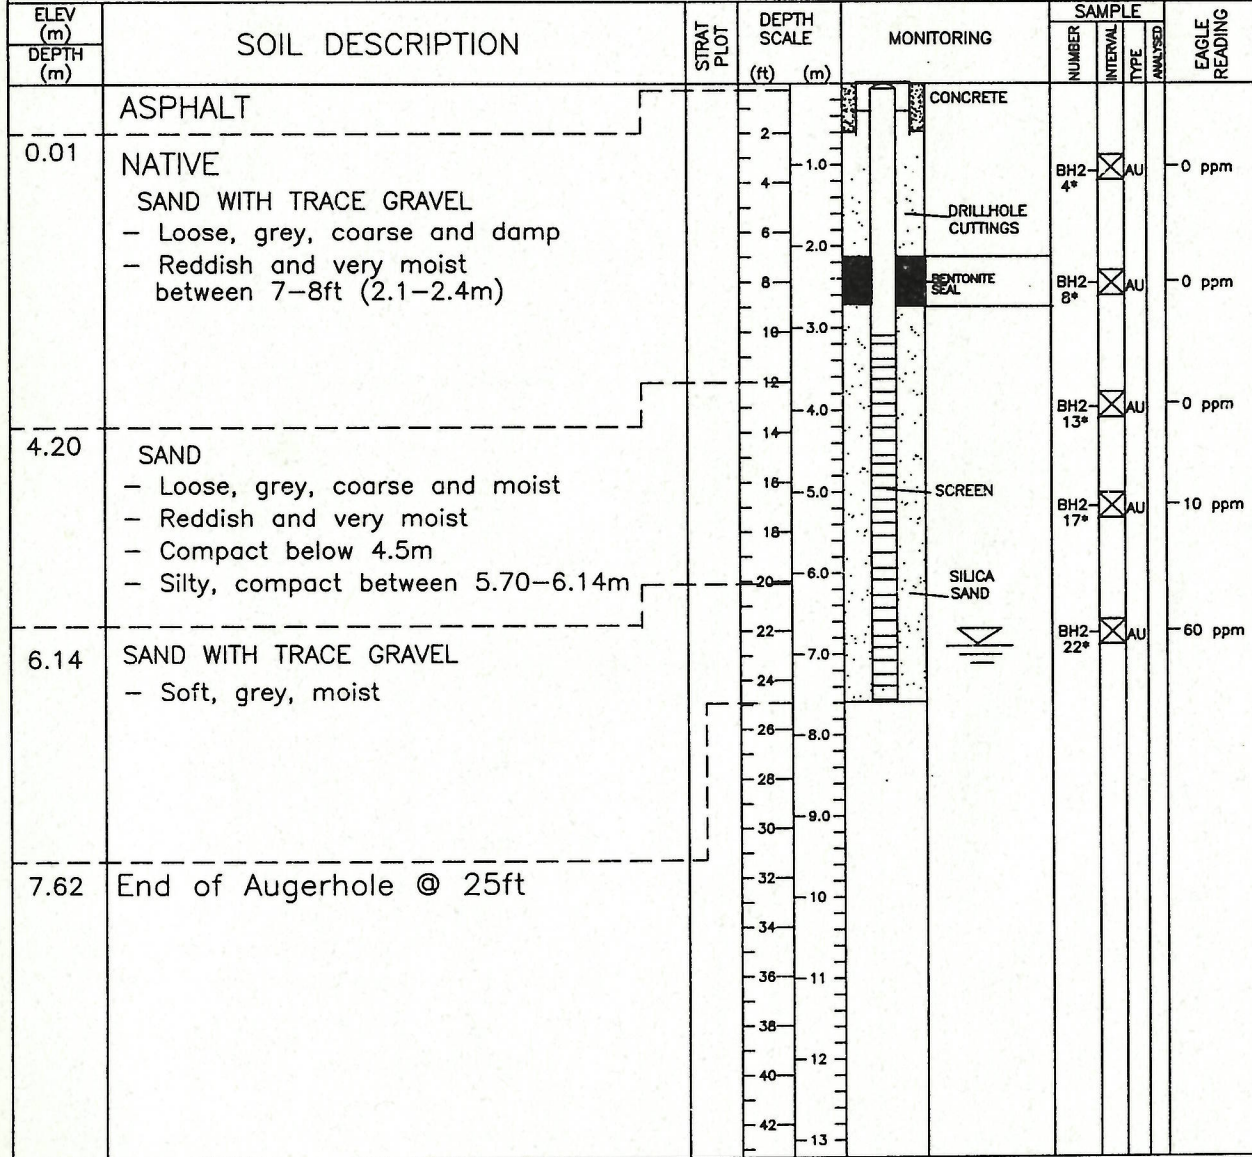 ELEV
(m)
DEPTH
(m)
SOIL DESCRIPTION
STRAT
PLOT
DEPTH
SCALE
(ft) (m)
MONITORING
SAMPLE
NUMBER
INTERVAL
TYPE
ANALYSED
EAGLE
READING
ASPHALT
0.01
NATIVE
SAND WITH TRACE GRAVEL
– Loose, grey, coarse and damp
– Reddish and very moist
between 7–8ft (2.1–2.4m)
4.20
SAND
– Loose, grey, coarse and moist
– Reddish and very moist
– Compact below 4.5m
– Silty, compact between 5.70–6.14m
6.14
SAND WITH TRACE GRAVEL
– Soft, grey, moist
7.62
End of Augerhole @ 25ft
2
4
6
8
10
12
14
16
18
20
22
24
26
28
30
32
34
36
38
40
42
1.0
2.0
3.0
4.0
5.0
6.0
7.0
8.0
9.0
10
11
12
13
CONCRETE
DRILLHOLE
CUTTINGS
BENTONITE
SEAL
SCREEN
SILICA
SAND
BH2
4*
AU
0 ppm
BH2
8*
AU
0 ppm
BH2
13*
AU
0 ppm
BH2
17*
AU
10 ppm
BH2
22*
AU
60 ppm